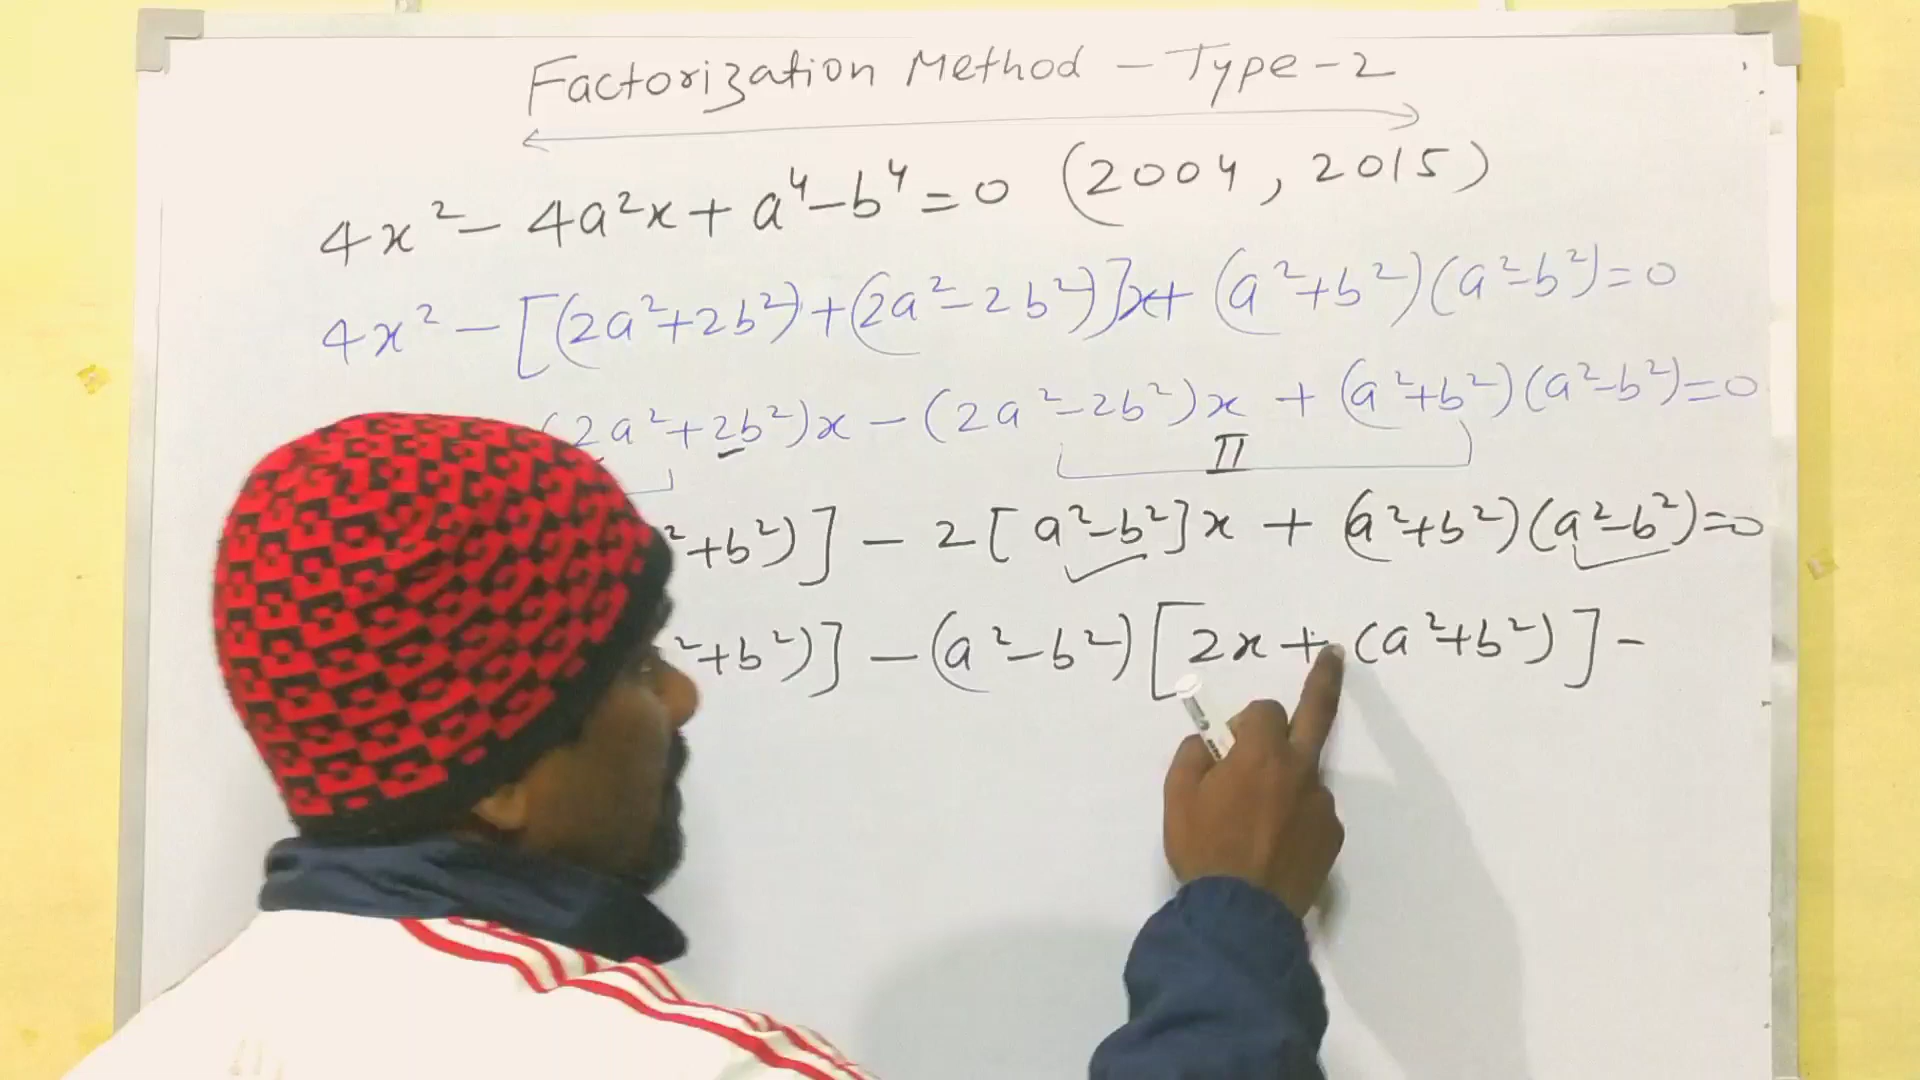 Factorization Method - Type-2
4x² - 4a²x + a⁴ - b⁴ = 0 (2004, 2015)
4x² - [(2a²+2b²)+(2a²-2b²)]x + (a²+b²)(a²-b²)=0
(2a²+2b²)x - (2a²-2b²)x + (a²+b²)(a²-b²)=0
II
²+b²)] - 2[a²-b²]x + (a²+b²)(a²-b²)=0
²+b²)] - (a²-b²)[2x+(a²+b²)] -